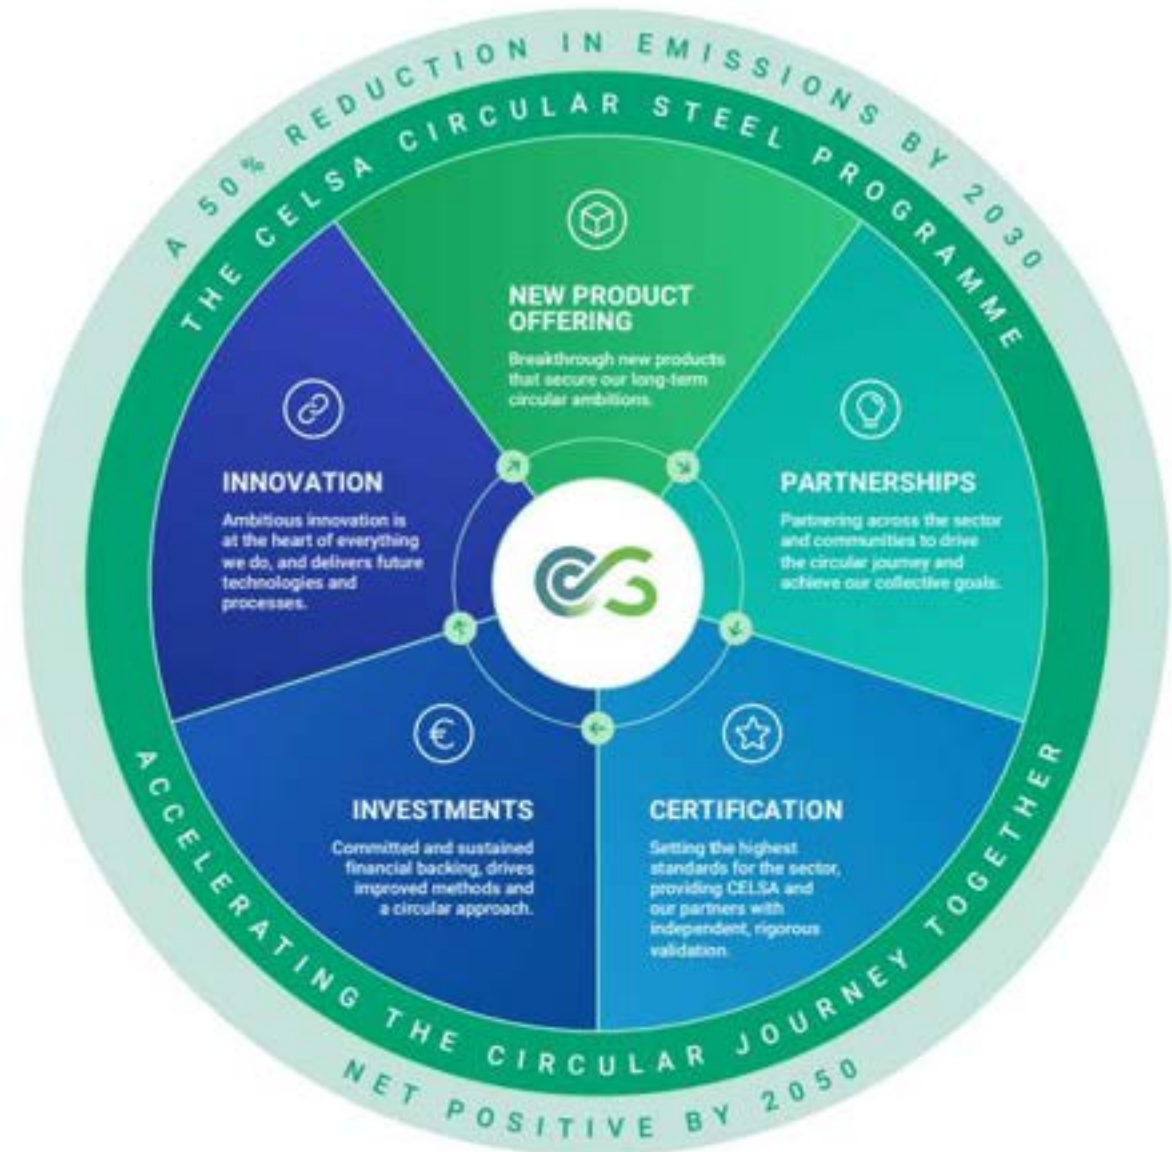 A 50% REDUCTION IN EMISSIONS BY 2030
THE CELSA CIRCULAR STEEL PROGRAMME
NEW PRODUCT
OFFERING
Breakthrough new products
that secure our long-term
circular ambitions.
PARTNERSHIPS
Partnering across the sector
and communities to drive
the circular journey and
achieve our collective goals.
CERTIFICATION
Setting the highest
standards for the sector,
providing CELSA and
our partners with
independent, rigorous
validation.
INVESTMENTS
Committed and sustained
financial backing, drives
improved methods and
a circular approach.
INNOVATION
Ambitious innovation is
at the heart of everything
we do, and delivers future
technologies and
processes.
ACCELERATING THE CIRCULAR JOURNEY TOGETHER
NET POSITIVE BY 2050